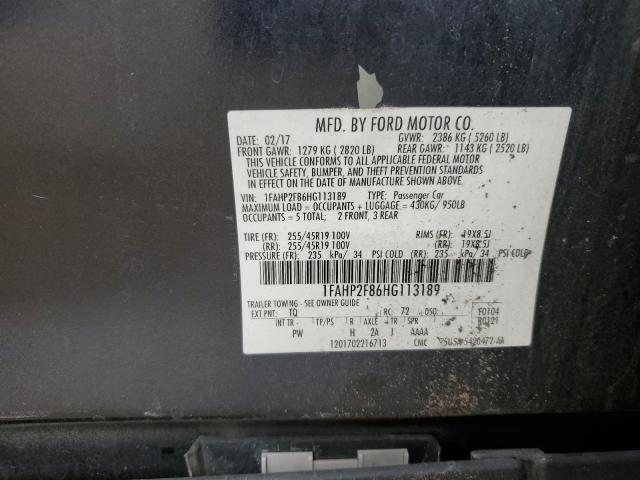 MFD. BY FORD MOTOR CO.
DATE: 02/17 GVWR: 2386 KG ( 5260 LB)
FRONT GAWR: 1279 KG ( 2820 LB) REAR GAWR: 1143 KG ( 2520 LB)
THIS VEHICLE CONFORMS TO ALL APPLICABLE FEDERAL MOTOR
VEHICLE SAFETY, BUMPER, AND THEFT PREVENTION STANDARDS
IN EFFECT ON THE DATE OF MANUFACTURE SHOWN ABOVE.
VIN: 1FAHP2F86HG113189 TYPE: Passenger Car
MAXIMUM LOAD = OCCUPANTS + LUGGAGE = 430KG/ 950LB
OCCUPANTS = 5 TOTAL; 2 FRONT, 3 REAR
TIRE (FR): 255/45R19 100V RIMS (FR): 19X8.5J
(RR): 255/45R19 100V (RR): 19X8.5J
PRESSURE (FR): 235 kPa/ 34 PSI COLD (RR): 235 kPa/ 34 PSI COLD
1FAHP2F86HG113189
TRAILER TOWING - SEE OWNER GUIDE
EXT PNT: TQ RC: 72 DSO: F0104
INT TR TP/PS R AXLE TR SPR R0121
PW H 2A J AAAA
1201702216713 CMC 5420472-AA